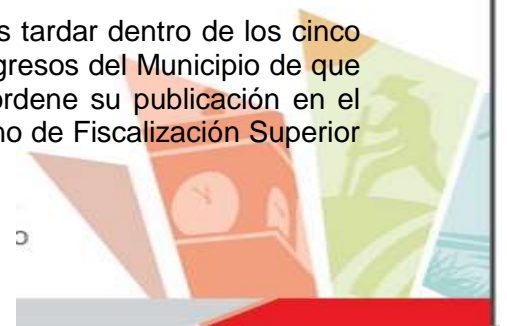 s tardar dentro de los cinco
gresos del Municipio de que
ordene su publicación en el
no de Fiscalización Superior
o